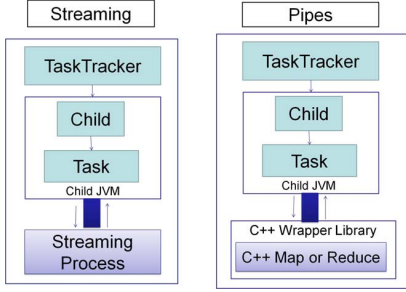 Streaming
TaskTracker
Child
Task
Child JVM
Streaming
Process
Pipes
TaskTracker
Child
Task
Child JVM
C++ Wrapper Library
C++ Map or Reduce